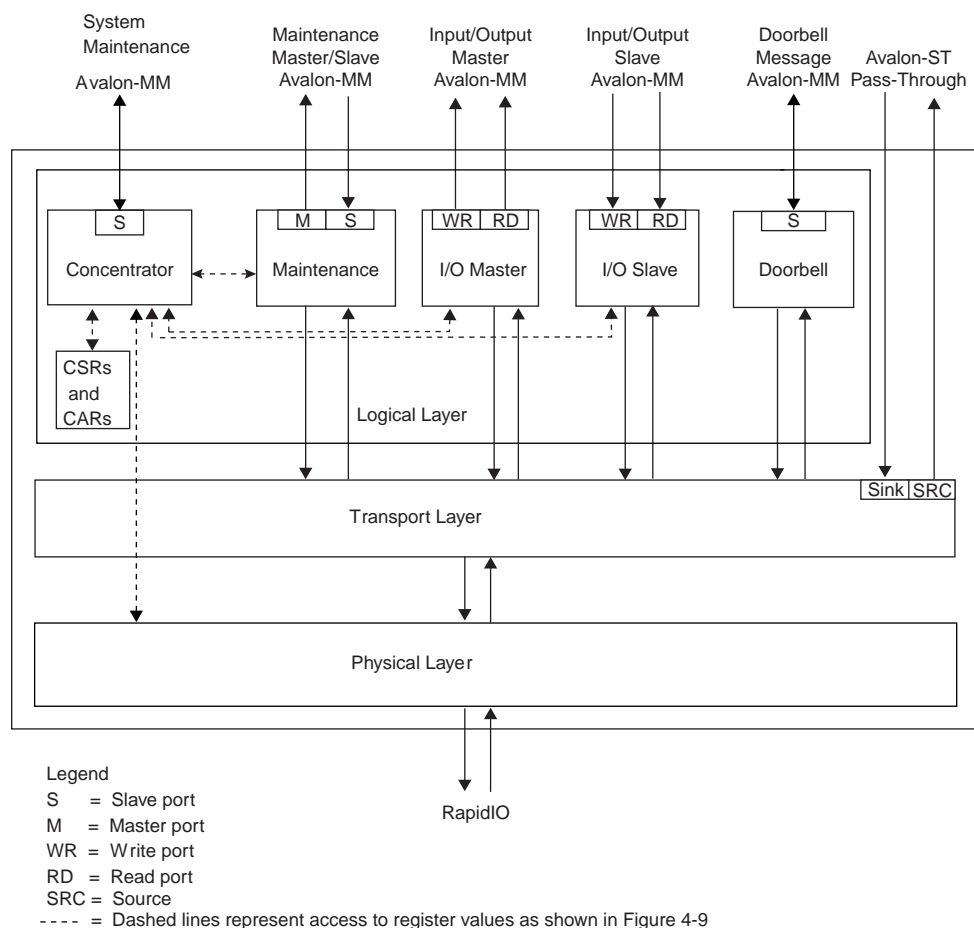 System
Maintenance
Avalon-MM
Maintenance
Master/Slave
Avalon-MM
Input/Output
Master
Avalon-MM
Input/Output
Slave
Avalon-MM
Doorbell
Message
Avalon-MM
Avalon-ST
Pass-Through
S
Concentrator
M S
Maintenance
WR RD
I/O Master
WR RD
I/O Slave
S
Doorbell
CSRs
and
CARs
Logical Layer
Sink SRC
Transport Layer
Physical Layer
RapidIO
Legend
S = Slave port
M = Master port
WR = Write port
RD = Read port
SRC = Source
---- = Dashed lines represent access to register values as shown in Figure 4-9